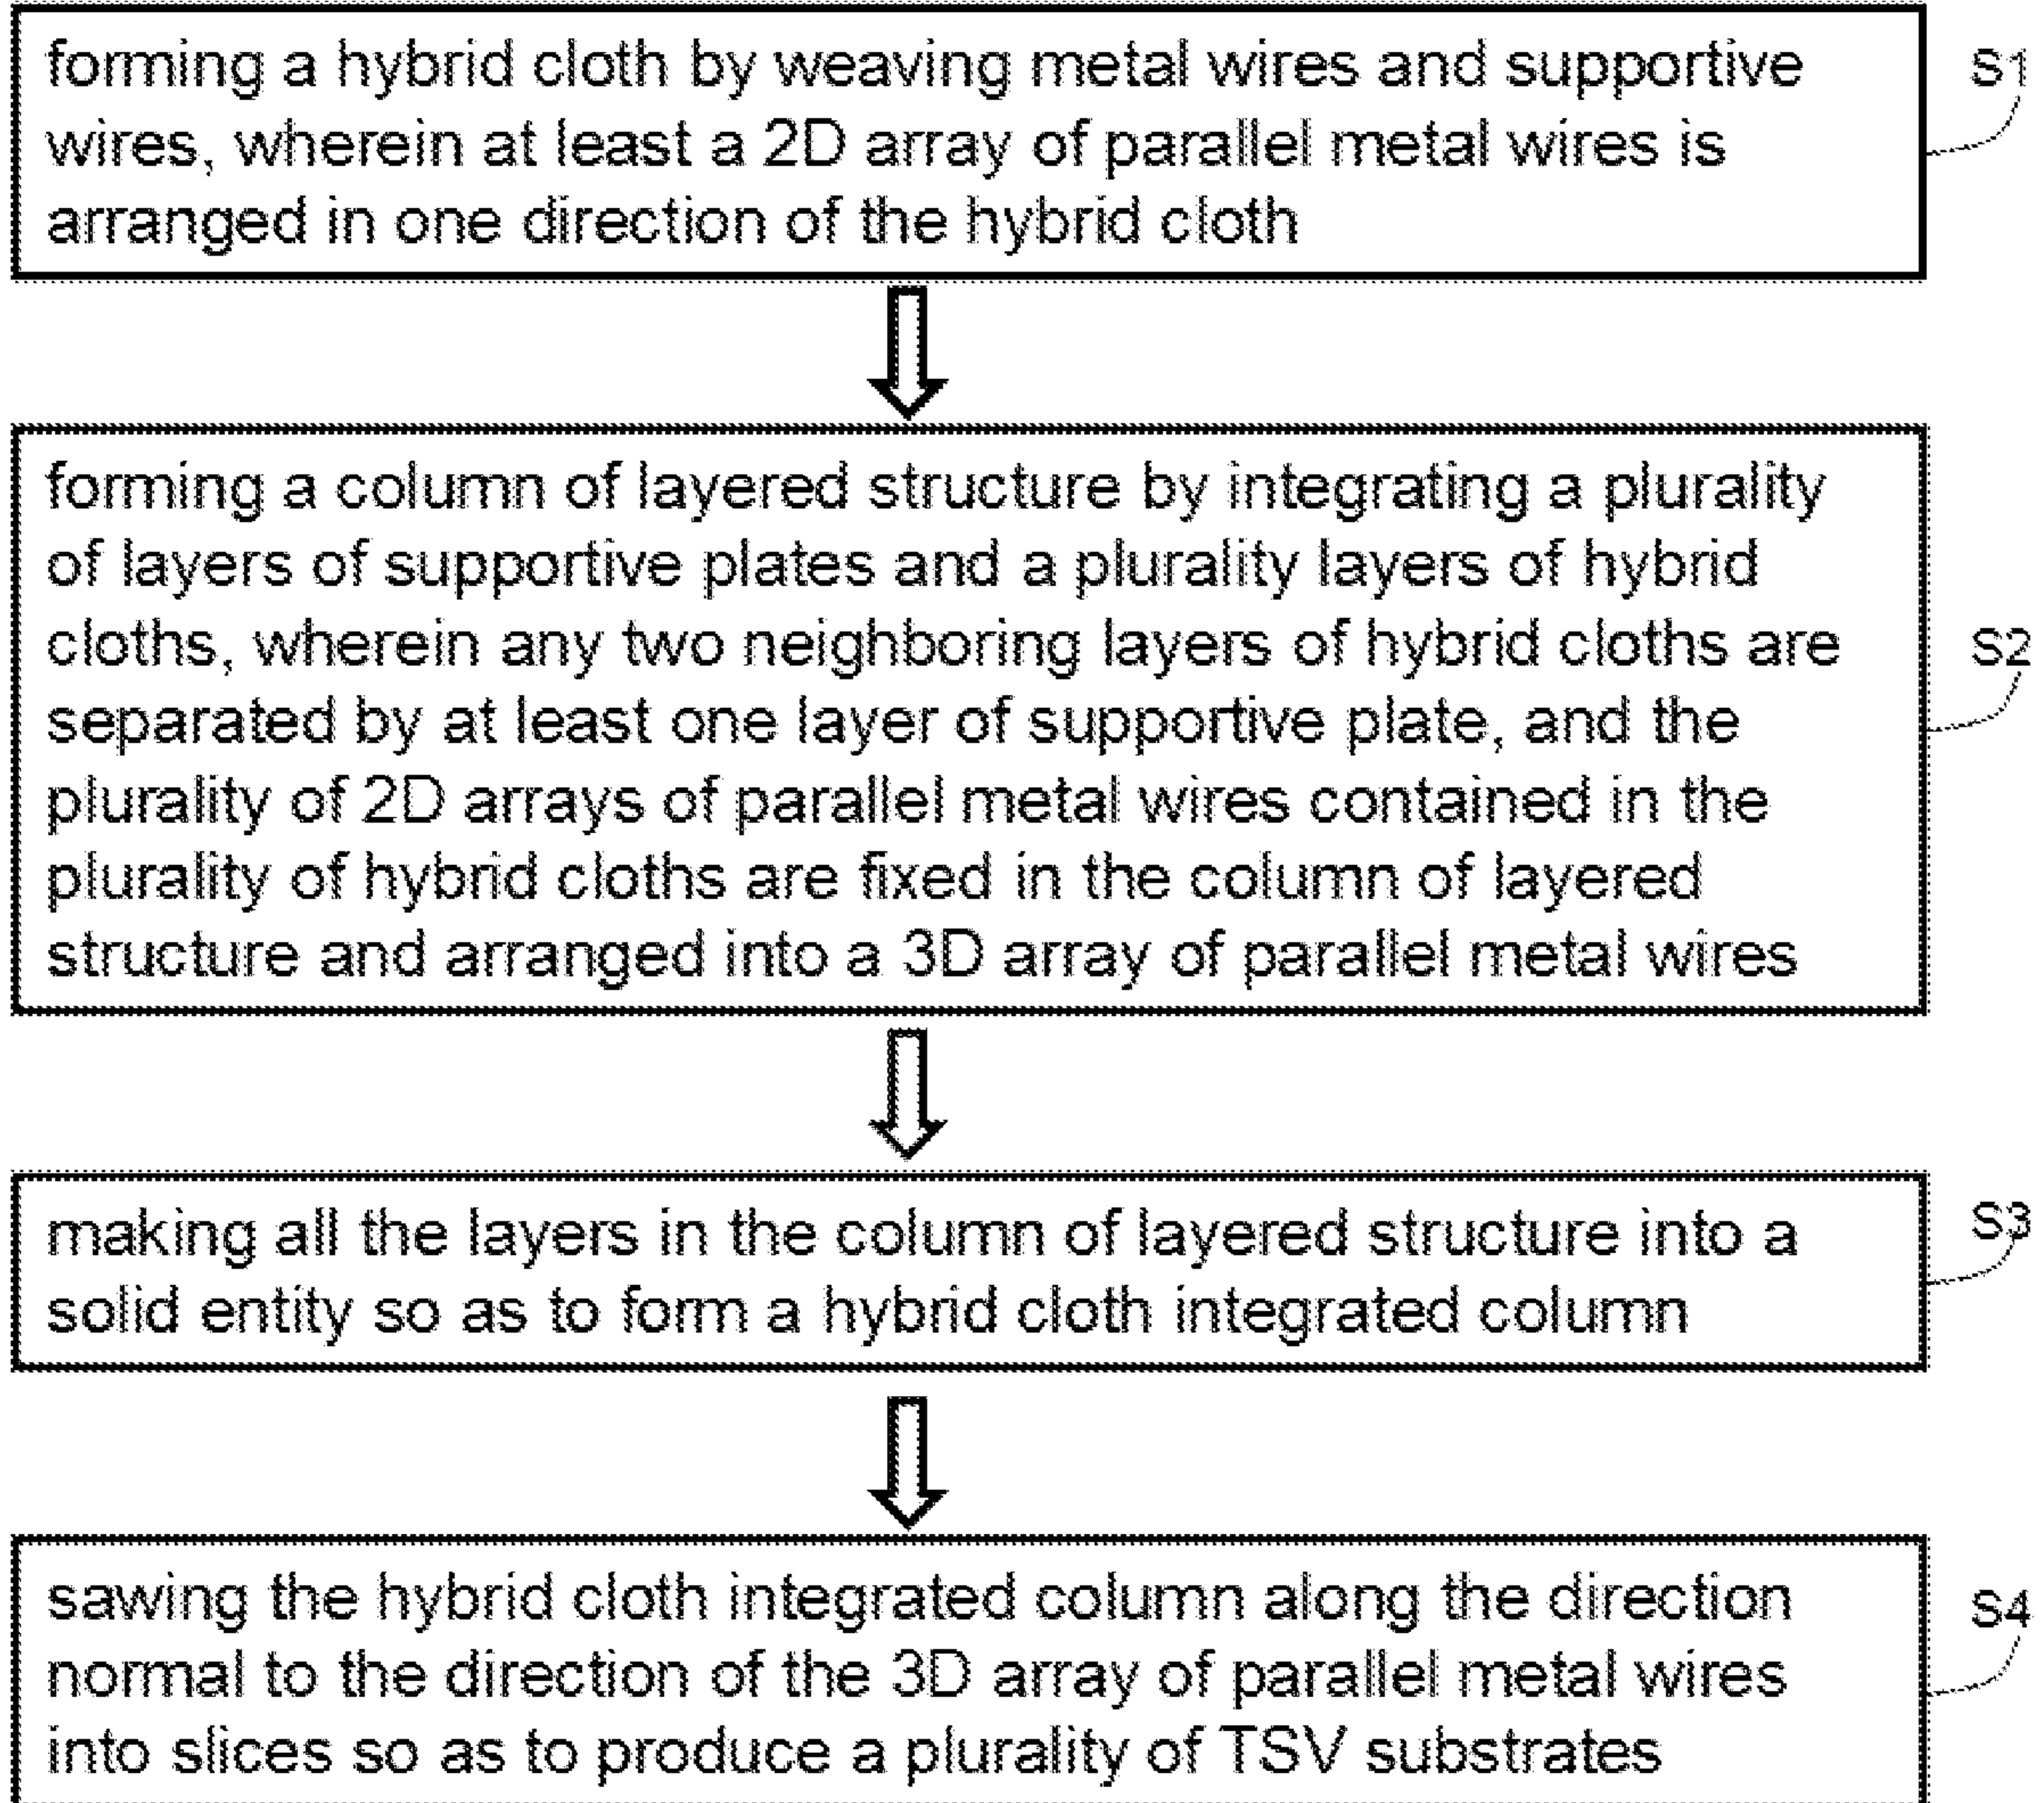 forming a hybrid cloth by weaving metal wires and supportive
wires, wherein at least a 2D array of parallel metal wires is
arranged in one direction of the hybrid cloth
S1
forming a column of layered structure by integrating a plurality
of layers of supportive plates and a plurality layers of hybrid
cloths, wherein any two neighboring layers of hybrid cloths are
separated by at least one layer of supportive plate, and the
plurality of 2D arrays of parallel metal wires contained in the
plurality of hybrid cloths are fixed in the column of layered
structure and arranged into a 3D array of parallel metal wires
S2
making all the layers in the column of layered structure into a
solid entity so as to form a hybrid cloth integrated column
S3
sawing the hybrid cloth integrated column along the direction
normal to the direction of the 3D array of parallel metal wires
into slices so as to produce a plurality of TSV substrates
S4